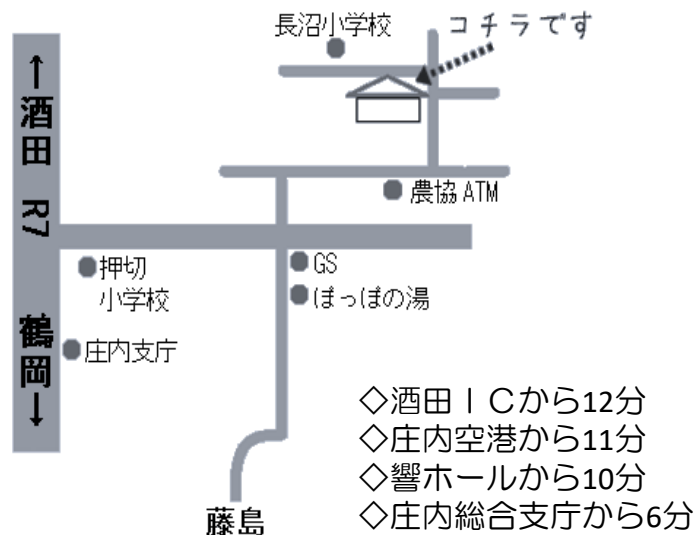 長沼小学校
コチラです
↑酒田 R7 鶴岡↓
農協 ATM
押切
小学校
GS
ぽっぽの湯
庄内支庁
藤島
◇酒田ＩＣから12分
◇庄内空港から11分
◇響ホールから10分
◇庄内総合支庁から6分